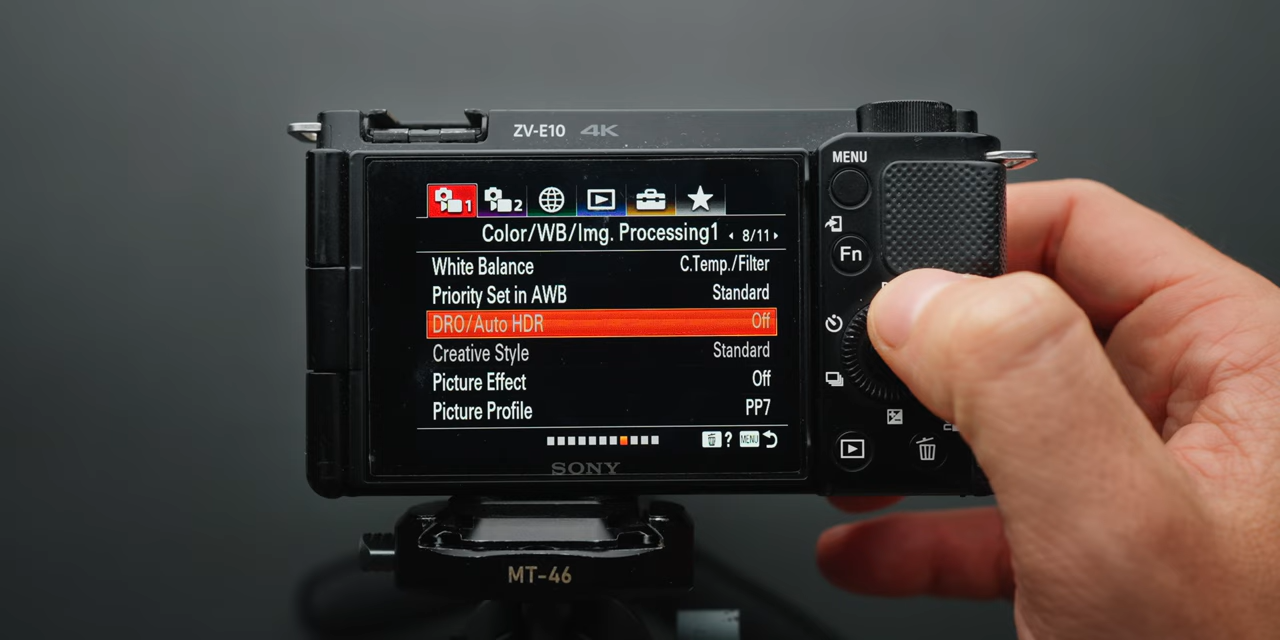 ZV-E10 4K
MENU
1 2
Color/WB/Img. Processing1 8/11
White Balance C.Temp./Filter
Priority Set in AWB Standard
DRO/Auto HDR Off
Creative Style Standard
Picture Effect Off
Picture Profile PP7
? MENU
Fn
SONY
MT-46